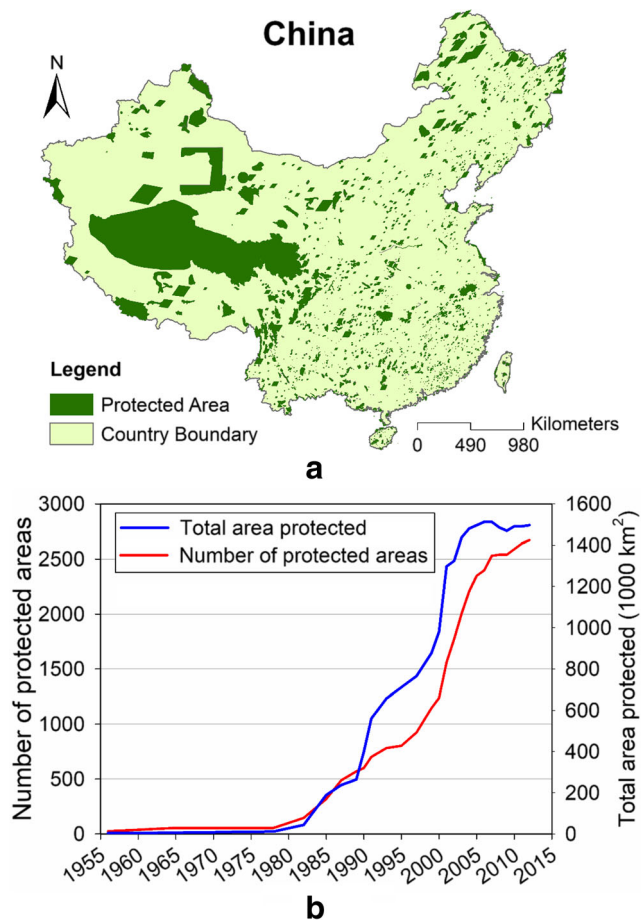 China
N
Legend
Protected Area
Country Boundary
Kilometers
0 490 980
a
3000 1600
Total area protected
Number of protected areas
2500 1400
2000 1200
1500 1000
1000 800
500 600
0 400
200
0
Number of protected areas
Total area protected (1000 km²)
1955 1960 1965 1970 1975 1980 1985 1990 1995 2000 2005 2010 2015
b